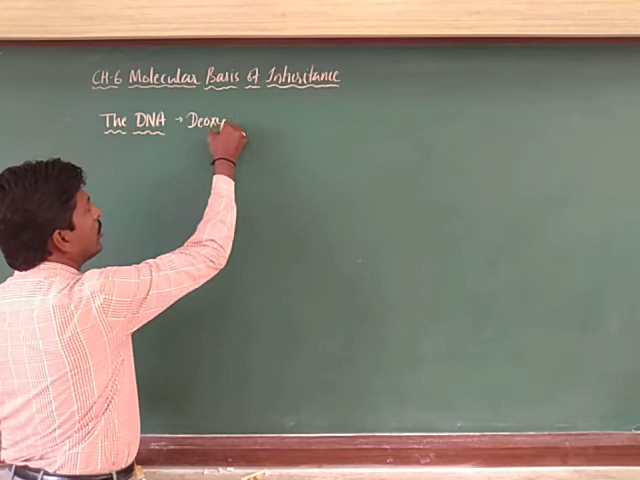 CH-6 Molecular Basis of Inheritance
The DNA → Deoxy